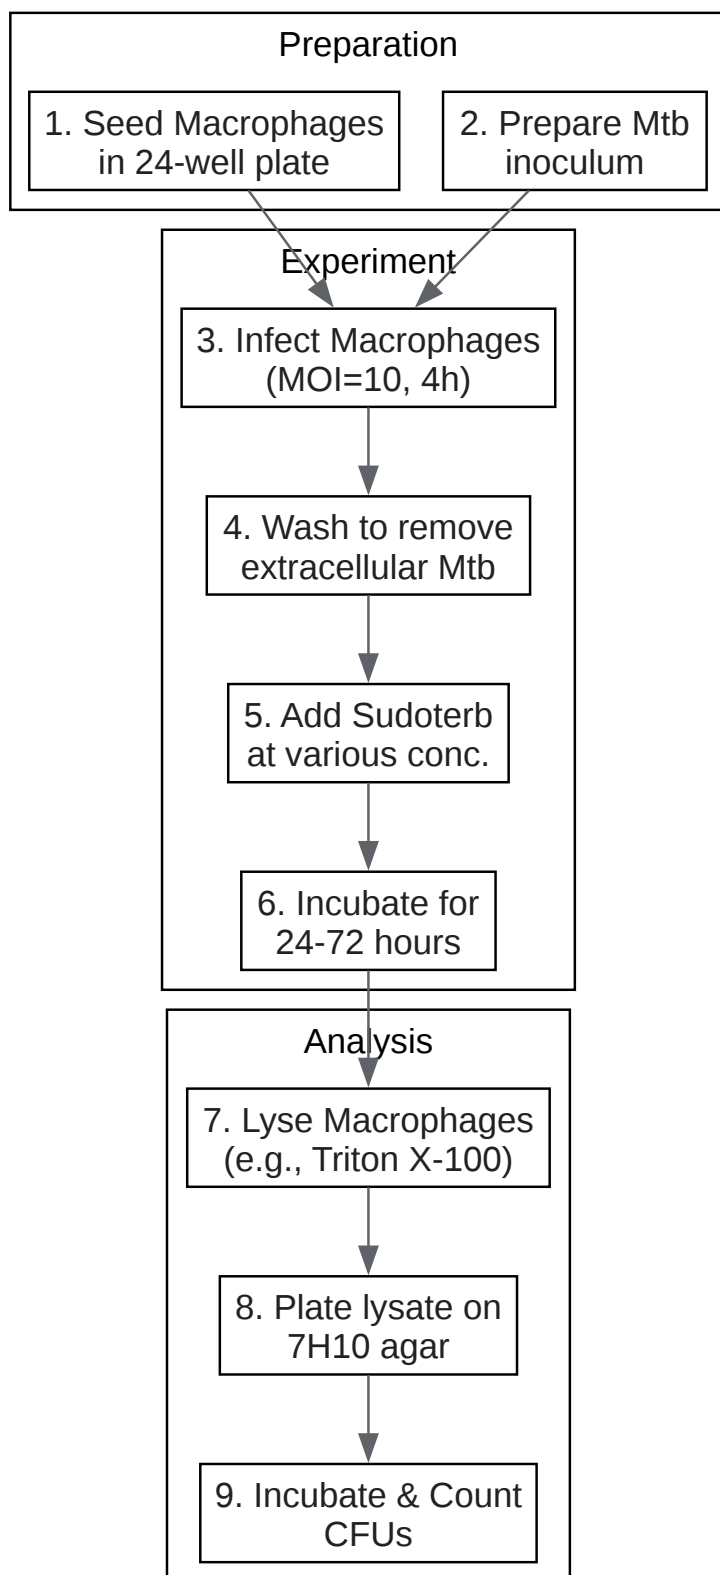 Preparation
1. Seed Macrophages
in 24-well plate
2. Prepare Mtb
inoculum
Experiment
3. Infect Macrophages
(MOI=10, 4h)
4. Wash to remove
extracellular Mtb
5. Add Sudoterb
at various conc.
6. Incubate for
24-72 hours
Analysis
7. Lyse Macrophages
(e.g., Triton X-100)
8. Plate lysate on
7H10 agar
9. Incubate & Count
CFUs